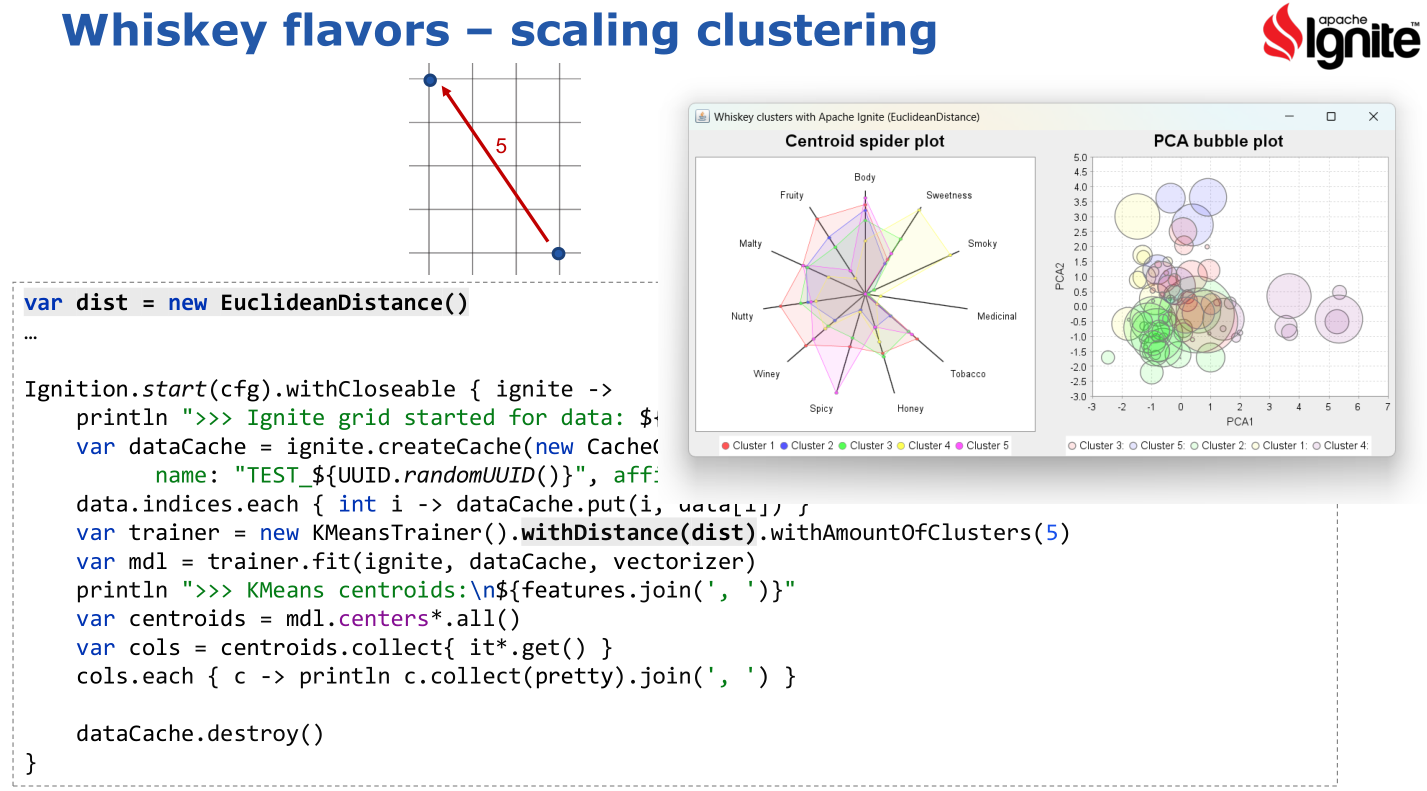 Whiskey flavors – scaling clustering
apache
Ignite™
5
var dist = new EuclideanDistance()
…
Ignition.start(cfg).withCloseable { ignite ->
println ">>> Ignite grid started for data: ${
var dataCache = ignite.createCache(new Cache
name: "TEST_${UUID.randomUUID()}", affi
data.indices.each { int i -> dataCache.put(i, data[i]) }
var trainer = new KMeansTrainer().withDistance(dist).withAmountOfClusters(5)
var mdl = trainer.fit(ignite, dataCache, vectorizer)
println ">>> KMeans centroids:\n${features.join(', ')}"
var centroids = mdl.centers*.all()
var cols = centroids.collect{ it*.get() }
cols.each { c -> println c.collect(pretty).join(', ') }
dataCache.destroy()
}
Whiskey clusters with Apache Ignite (EuclideanDistance)
Centroid spider plot
Body
Sweetness
Smoky
Medicinal
Tobacco
Honey
Spicy
Winey
Nutty
Malty
Fruity
Cluster 1 Cluster 2 Cluster 3 Cluster 4 Cluster 5
PCA bubble plot
PCA2
5.0
4.5
4.0
3.5
3.0
2.5
2.0
1.5
1.0
0.5
0.0
-0.5
-1.0
-1.5
-2.0
-2.5
-3.0
-3 -2 -1 0 1 2 3 4 5 6 7
PCA1
Cluster 3: Cluster 5: Cluster 2: Cluster 1: Cluster 4: